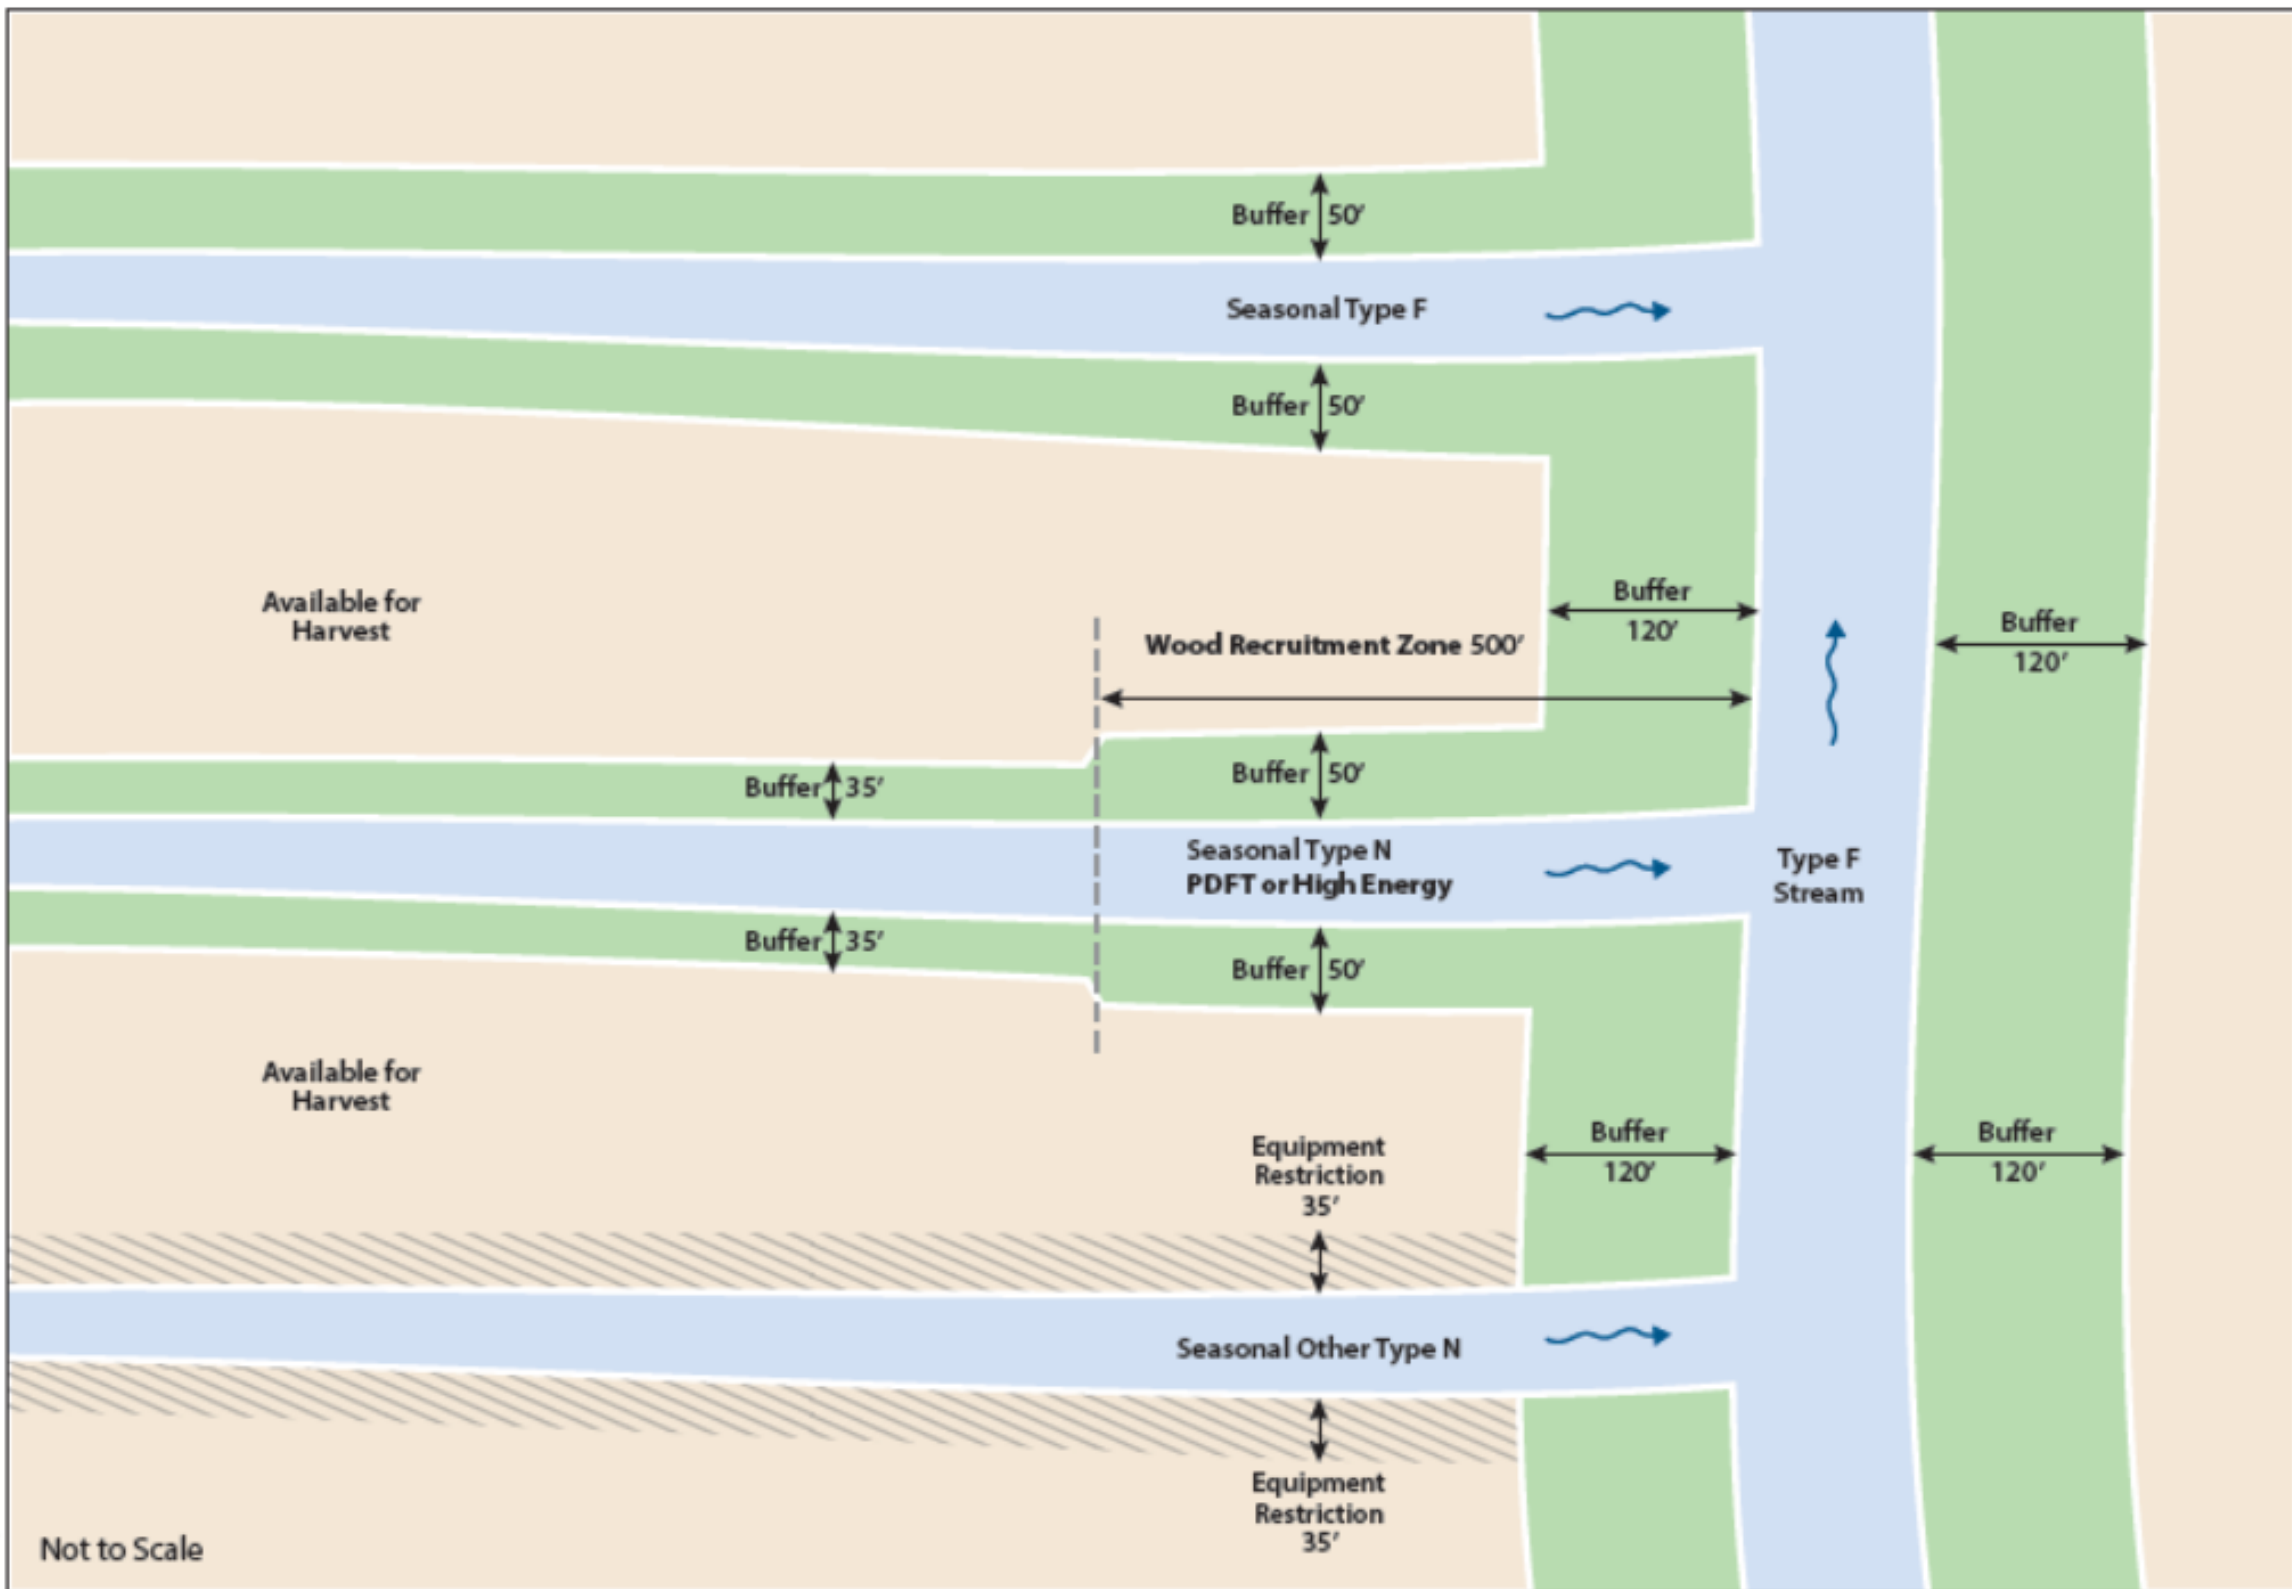 Buffer 50′
Seasonal Type F
Buffer 50′
Available for
Harvest
Buffer
120′
Buffer
120′
Wood Recruitment Zone 500′
Buffer 35′
Buffer 50′
Seasonal Type N
PDFT or High Energy
Type F
Stream
Buffer 35′
Buffer 50′
Available for
Harvest
Buffer
120′
Buffer
120′
Equipment
Restriction
35′
Seasonal Other Type N
Equipment
Restriction
35′
Not to Scale